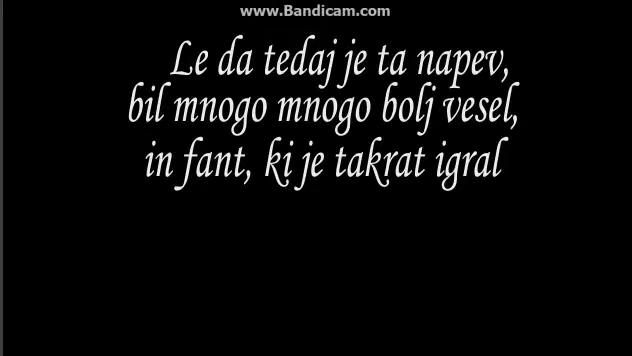 www.Bandicam.com
Le da tedaj je ta napev,
bil mnogo mnogo bolj vesel,
in fant, ki je takrat igral